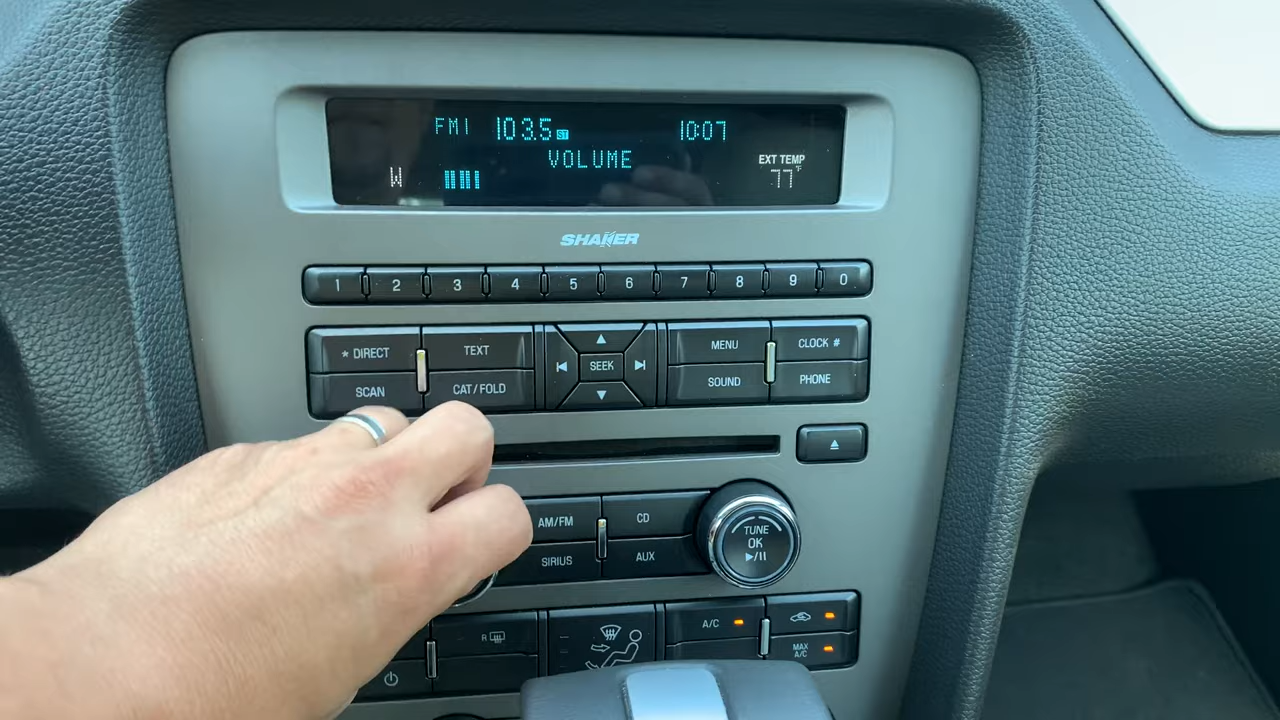 FM1 103.5 ST 10:07
VOLUME
W EXT TEMP
77°F
SHAKER
1 2 3 4 5 6 7 8 9 0
* DIRECT TEXT MENU CLOCK #
SEEK
SCAN CAT/FOLD SOUND PHONE
AM/FM CD TUNE
OK
SIRIUS AUX
R A/C
MAX
A/C